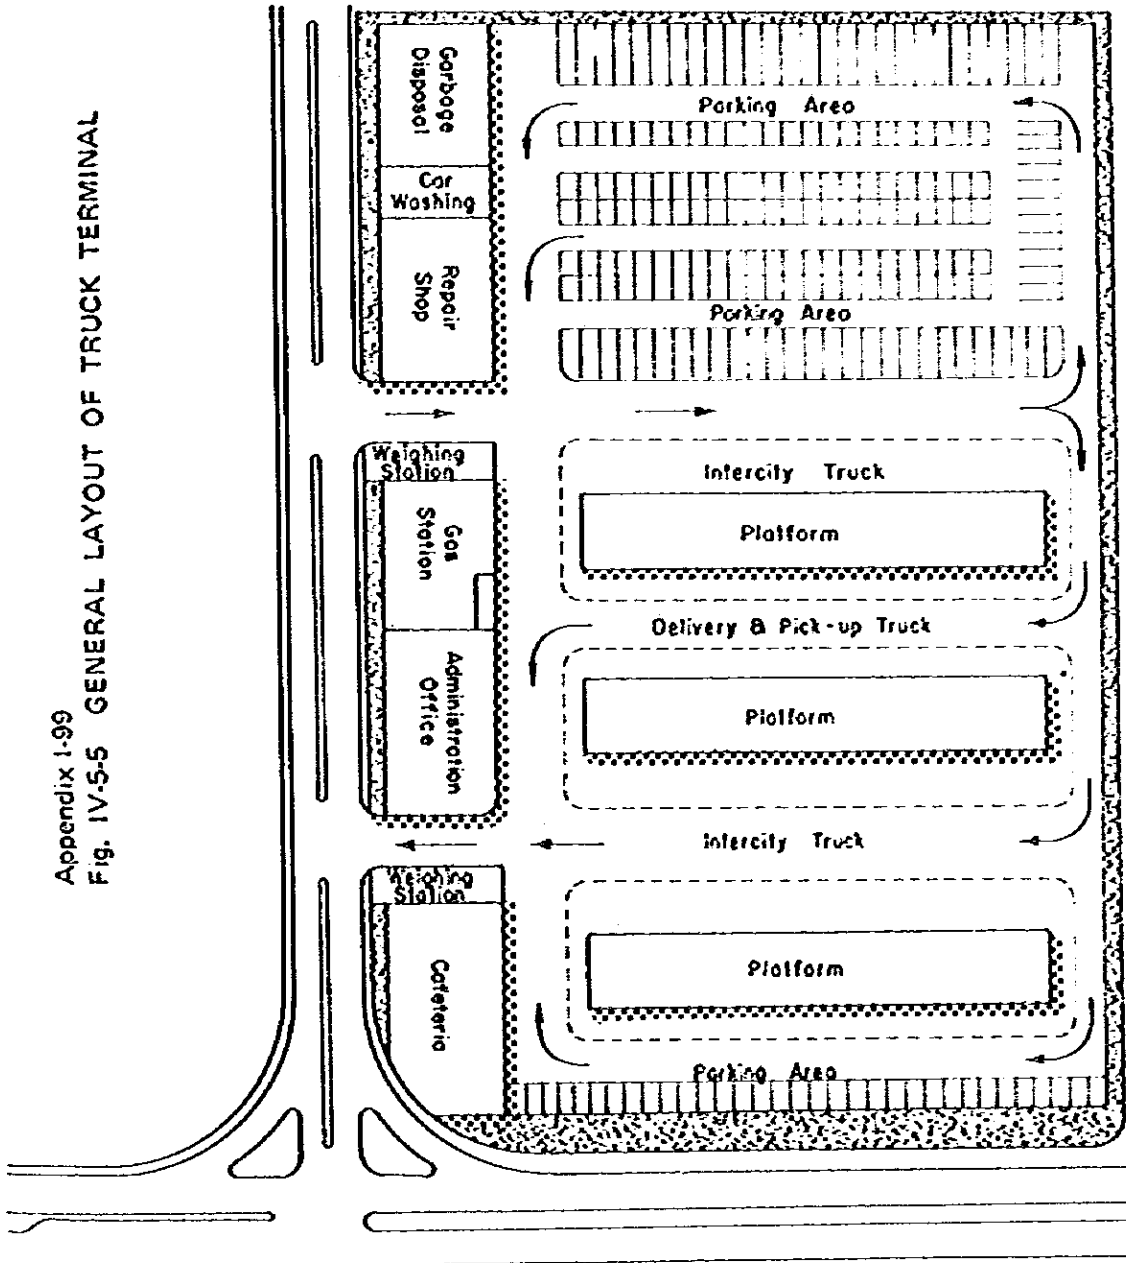 Appendix I-99
Fig. IV-5-5 GENERAL LAYOUT OF TRUCK TERMINAL
Garbage
Disposal
Car
Washing
Repair
Shop
Parking Area
Parking Area
Weighing
Station
Gas
Station
Administration
Office
Intercity Truck
Platform
Delivery & Pick-up Truck
Platform
Intercity Truck
Weighing
Station
Cafeteria
Platform
Parking Area